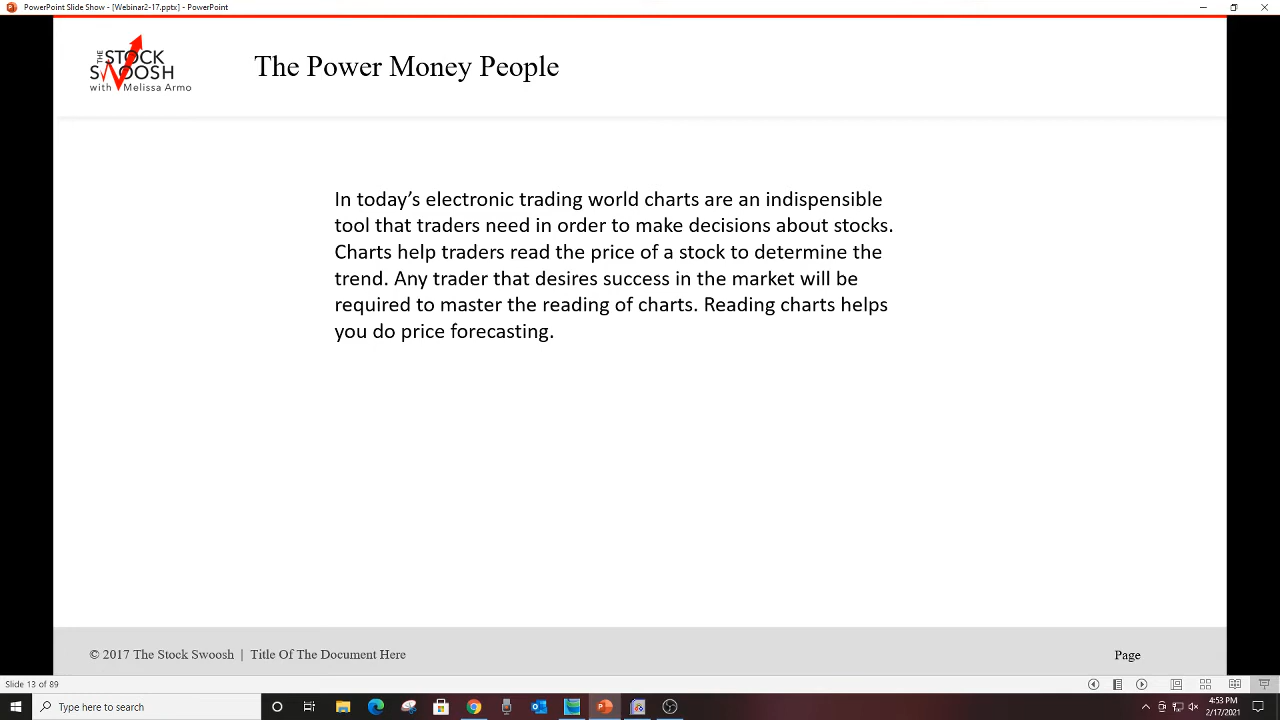 PowerPoint Slide Show - [Webinar2-17.pptx] - PowerPoint
THE STOCK
SWOOSH
with Melissa Armo
The Power Money People
In today’s electronic trading world charts are an indispensible
tool that traders need in order to make decisions about stocks.
Charts help traders read the price of a stock to determine the
trend. Any trader that desires success in the market will be
required to master the reading of charts. Reading charts helps
you do price forecasting.
© 2017 The Stock Swoosh | Title Of The Document Here
Page
Slide 13 of 89
Type here to search
4:53 PM
2/17/2021